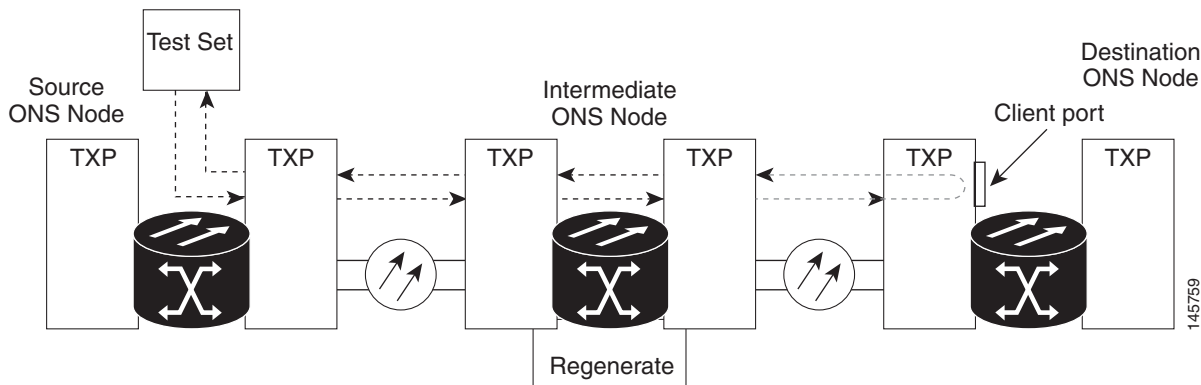 Test Set
Source
ONS Node
Intermediate
ONS Node
Destination
ONS Node
Client port
TXP
TXP
TXP
TXP
TXP
TXP
Regenerate
145759